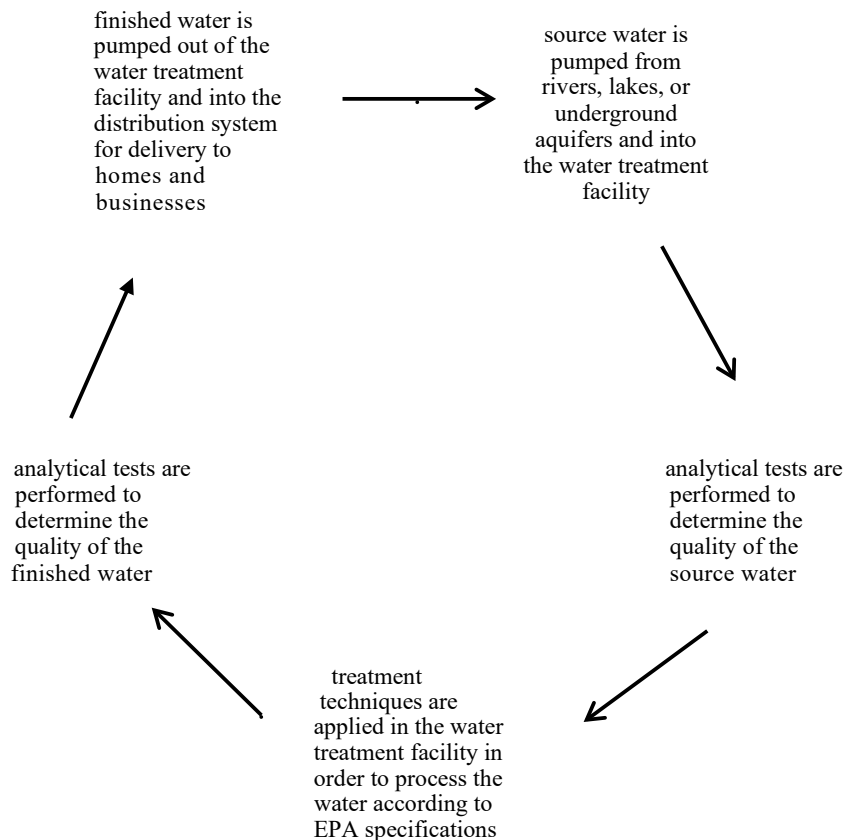 finished water is
pumped out of the
water treatment
facility and into the
distribution system
for delivery to
homes and
businesses
source water is
pumped from
rivers, lakes, or
underground
aquifers and into
the water treatment
facility
analytical tests are
performed to
determine the
quality of the
source water
treatment
techniques are
applied in the water
treatment facility in
order to process the
water according to
EPA specifications
analytical tests are
performed to
determine the
quality of the
finished water